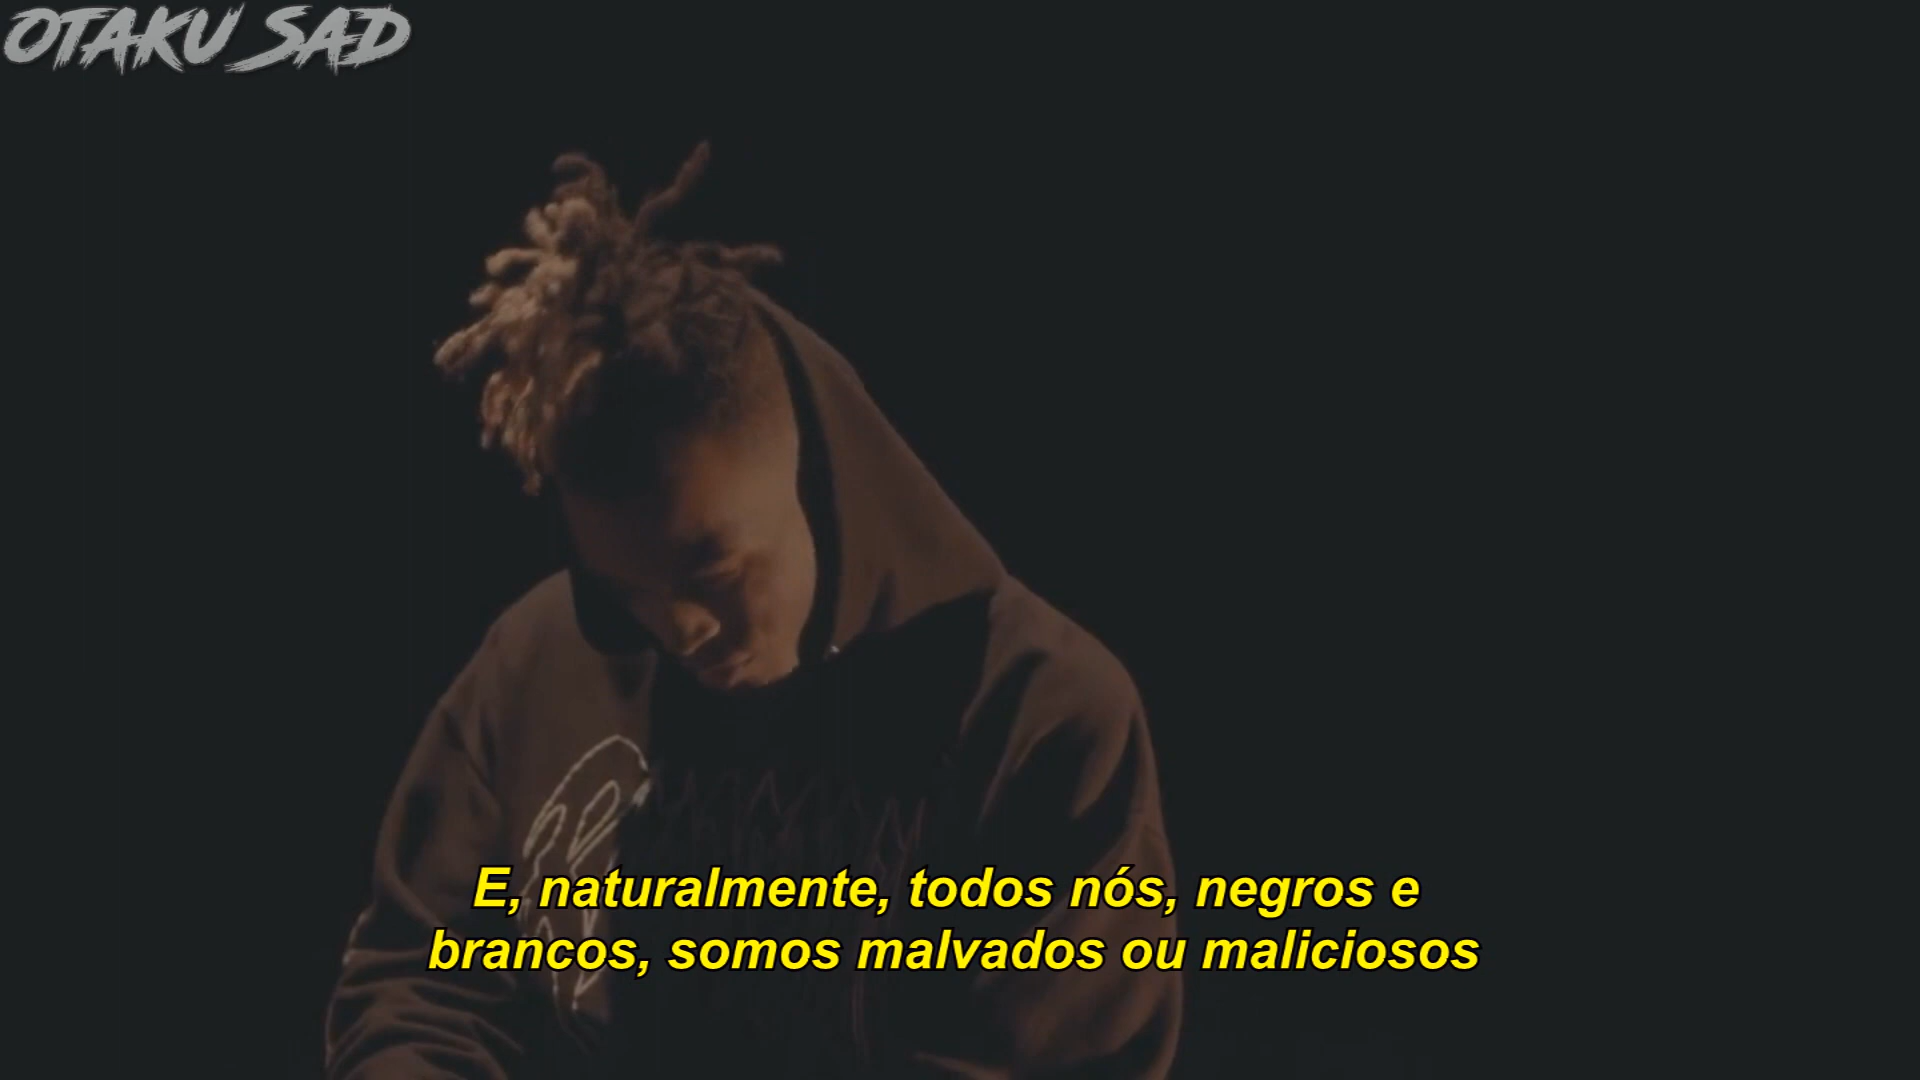 OTAKU SAD
E, naturalmente, todos nós, negros e
brancos, somos malvados ou maliciosos